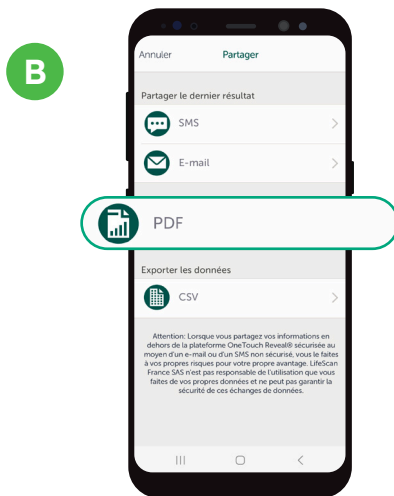 B
Annuler Partager
Partager le dernier résultat
SMS
E-mail
PDF
Exporter les données
CSV
Attention: Lorsque vous partagez vos informations en
dehors de la plateforme OneTouch Reveal® sécurisée au
moyen d'un e-mail ou d'un SMS non sécurisé, vous le faites
à vos propres risques pour votre propre avantage. LifeScan
France SAS n'est pas responsable de l'utilisation que vous
faites de vos propres données et ne peut pas garantir la
sécurité de ces échanges de données.